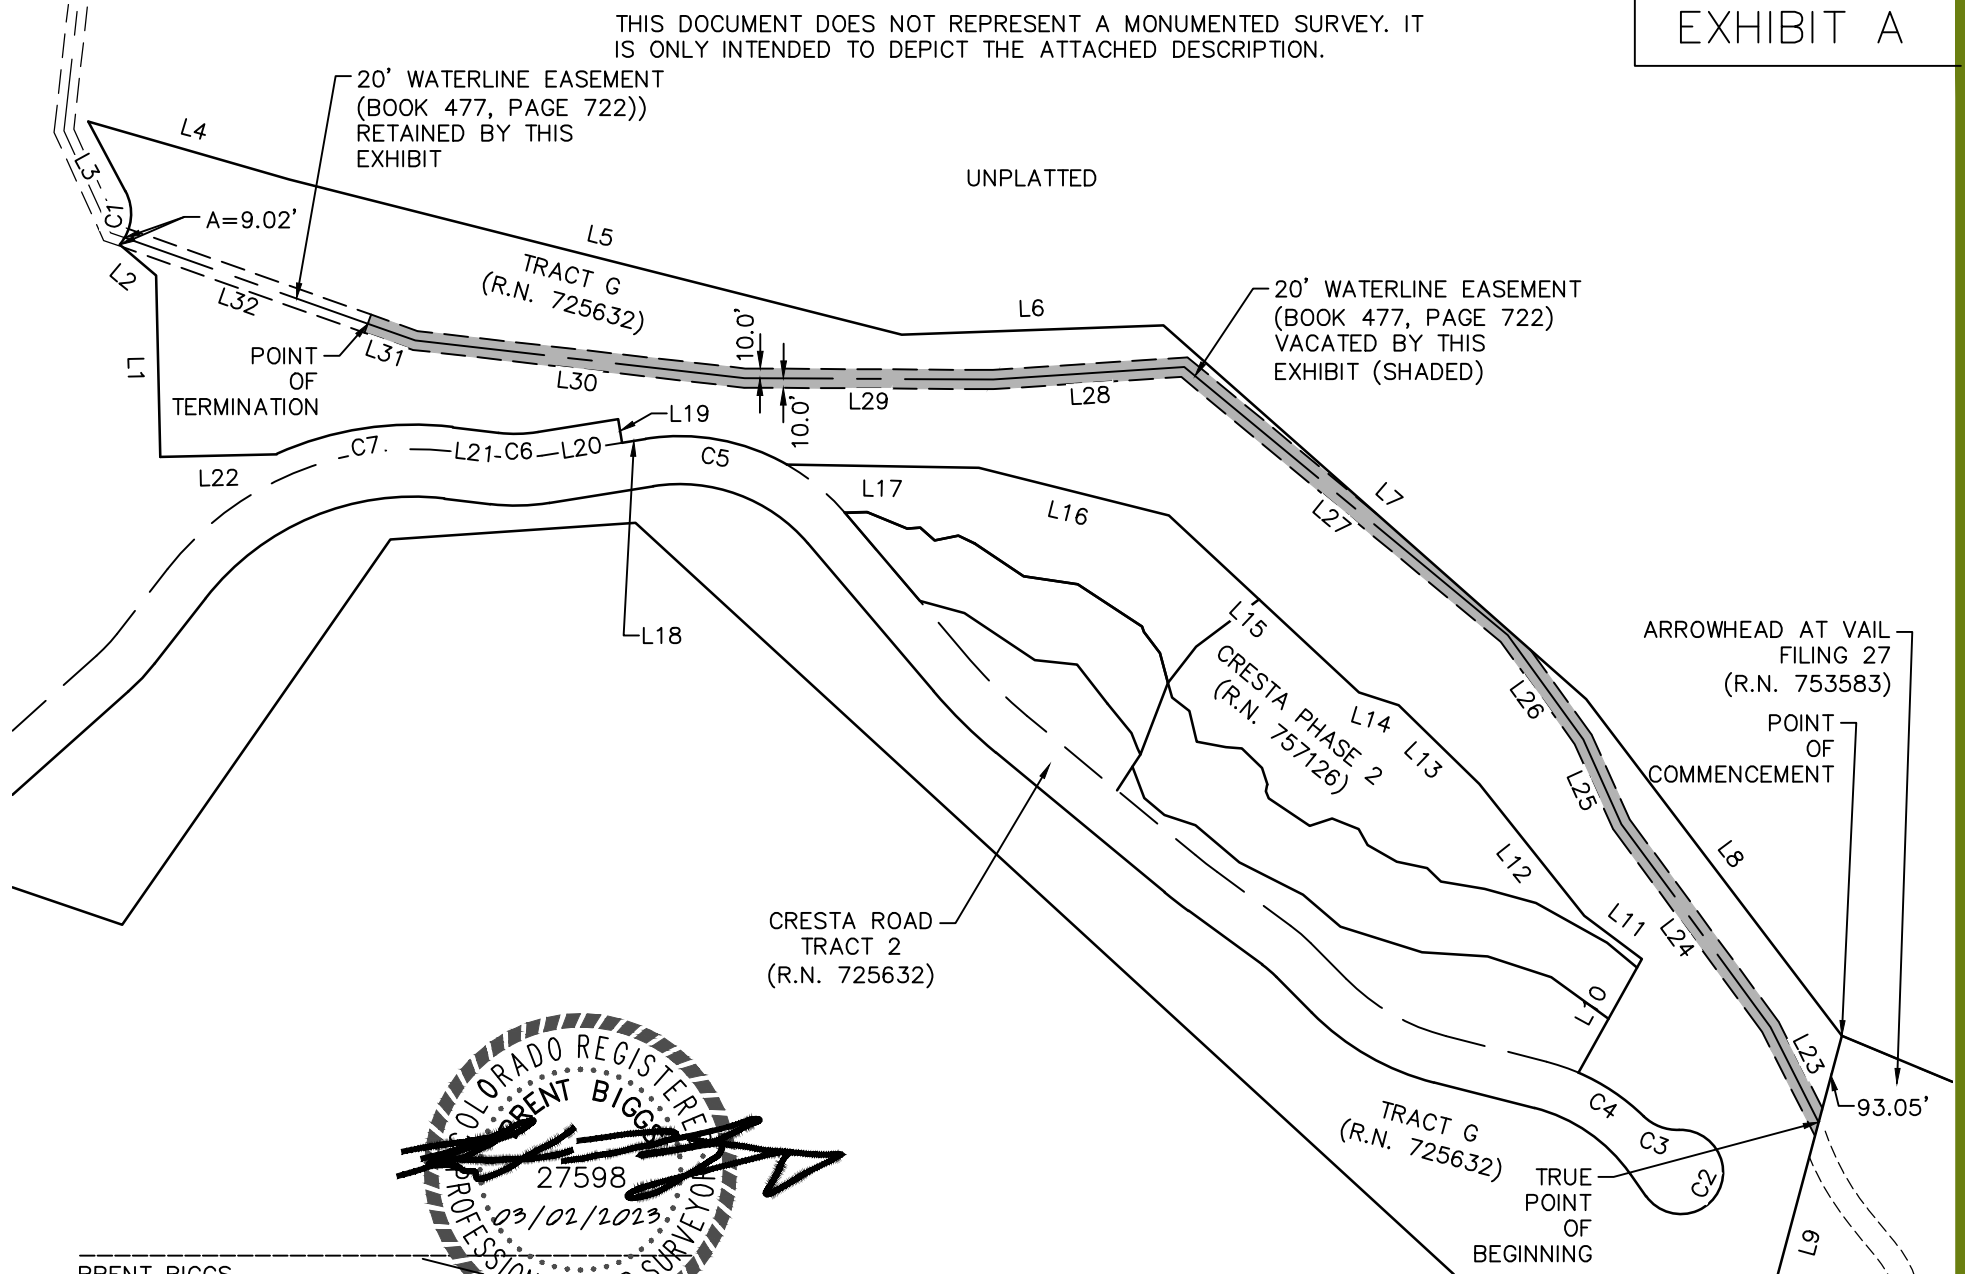 THIS DOCUMENT DOES NOT REPRESENT A MONUMENTED SURVEY. IT
IS ONLY INTENDED TO DEPICT THE ATTACHED DESCRIPTION.
EXHIBIT A
20' WATERLINE EASEMENT
(BOOK 477, PAGE 722))
RETAINED BY THIS
EXHIBIT
UNPLATTED
L4
L3
C1
A=9.02'
L2
L32
L5
TRACT G
(R.N. 725632)
L6
20' WATERLINE EASEMENT
(BOOK 477, PAGE 722)
VACATED BY THIS
EXHIBIT (SHADED)
L1
POINT
OF
TERMINATION
L31
L30
10.0'
10.0'
L29
L28
L7
L27
L19
C7
L21
C6
L20
C5
L22
L17
L16
L18
L15
CRESTA PHASE 2
(R.N. 757126)
L14
L13
L26
L25
ARROWHEAD AT VAIL
FILING 27
(R.N. 753583)
POINT
OF
COMMENCEMENT
L8
L12
L11
L24
L10
L23
93.05'
CRESTA ROAD
TRACT 2
(R.N. 725632)
C4
C3
C2
TRACT G
(R.N. 725632)
TRUE
POINT
OF
BEGINNING
L9
COLORADO REGISTERED
BRENT BIGGS
27598
03/02/2023
PROFESSIONAL
SURVEYOR
BRENT BIGGS